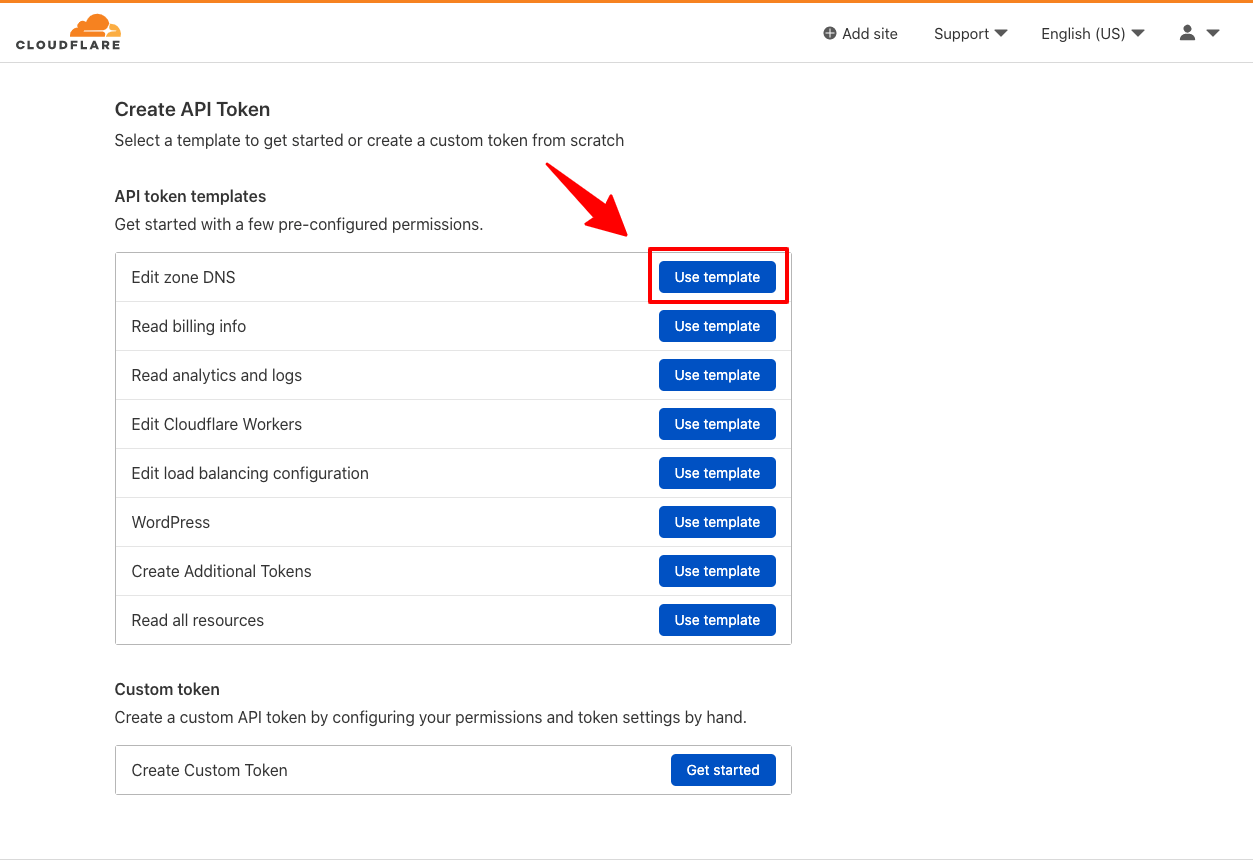 CLOUDFLARE
Add site
Support
English (US)
Create API Token
Select a template to get started or create a custom token from scratch
API token templates
Get started with a few pre-configured permissions.
Edit zone DNS
Use template
Read billing info
Use template
Read analytics and logs
Use template
Edit Cloudflare Workers
Use template
Edit load balancing configuration
Use template
WordPress
Use template
Create Additional Tokens
Use template
Read all resources
Use template
Custom token
Create a custom API token by configuring your permissions and token settings by hand.
Create Custom Token
Get started